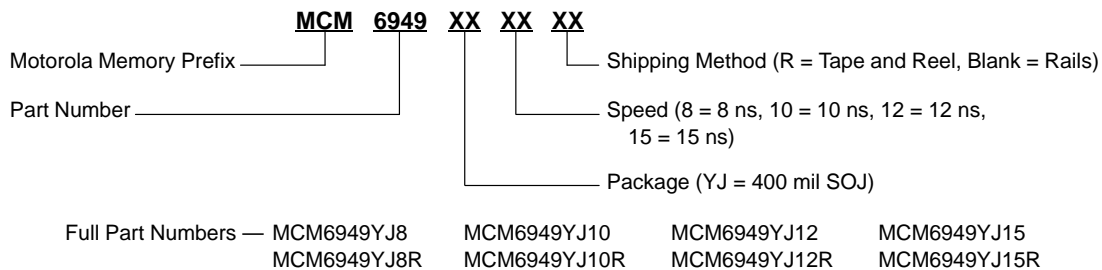 MCM 6949 XX XX XX
Motorola Memory Prefix
Shipping Method (R = Tape and Reel, Blank = Rails)
Part Number
Speed (8 = 8 ns, 10 = 10 ns, 12 = 12 ns,
15 = 15 ns)
Package (YJ = 400 mil SOJ)
Full Part Numbers — MCM6949YJ8 MCM6949YJ10 MCM6949YJ12 MCM6949YJ15
MCM6949YJ8R MCM6949YJ10R MCM6949YJ12R MCM6949YJ15R